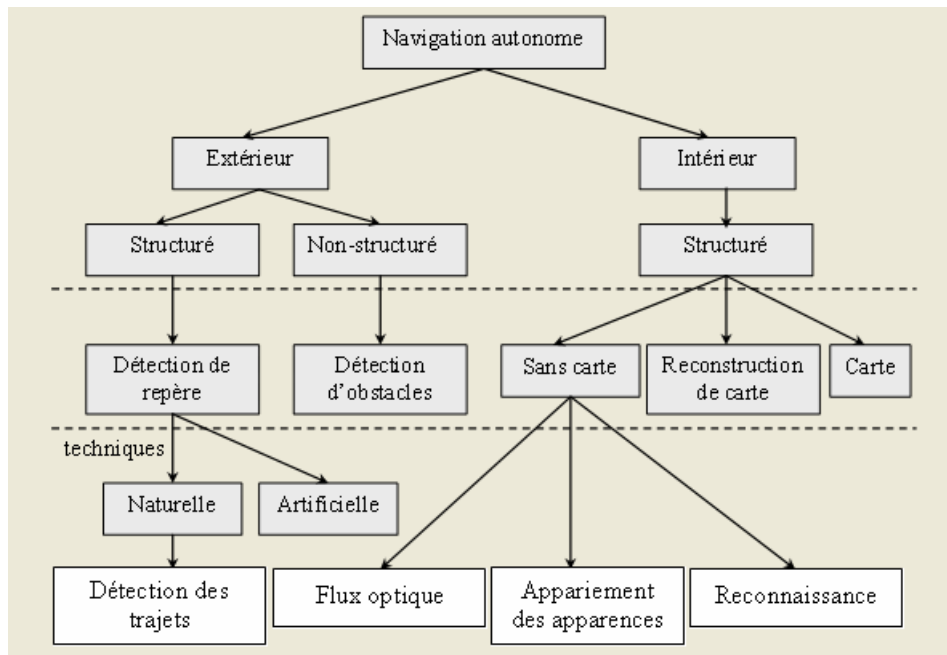 Navigation autonome
Extérieur
Intérieur
Structuré
Non-structuré
Structuré
Détection de
repère
Détection
d'obstacles
Sans carte
Reconstruction
de carte
Carte
techniques
Naturelle
Artificielle
Détection des
trajets
Flux optique
Appariement
des apparences
Reconnaissance